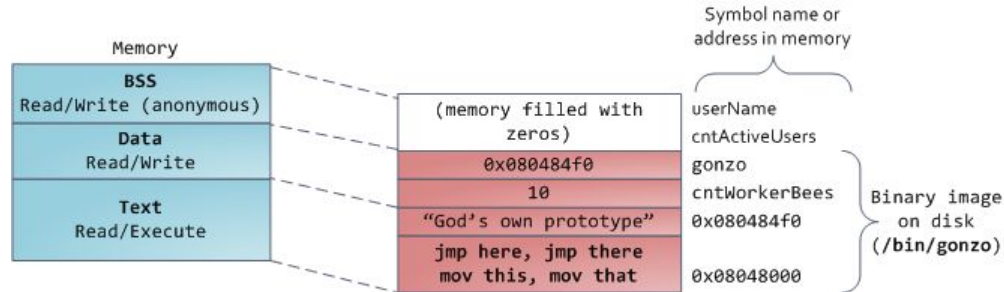 Symbol name or
address in memory
Memory
BSS
Read/Write (anonymous)
Data
Read/Write
Text
Read/Execute
(memory filled with
zeros)
0x080484f0
10
“God’s own prototype”
jmp here, jmp there
mov this, mov that
userName
cntActiveUsers
gonzo
cntWorkerBees
0x080484f0
0x08048000
Binary image
on disk
(/bin/gonzo)